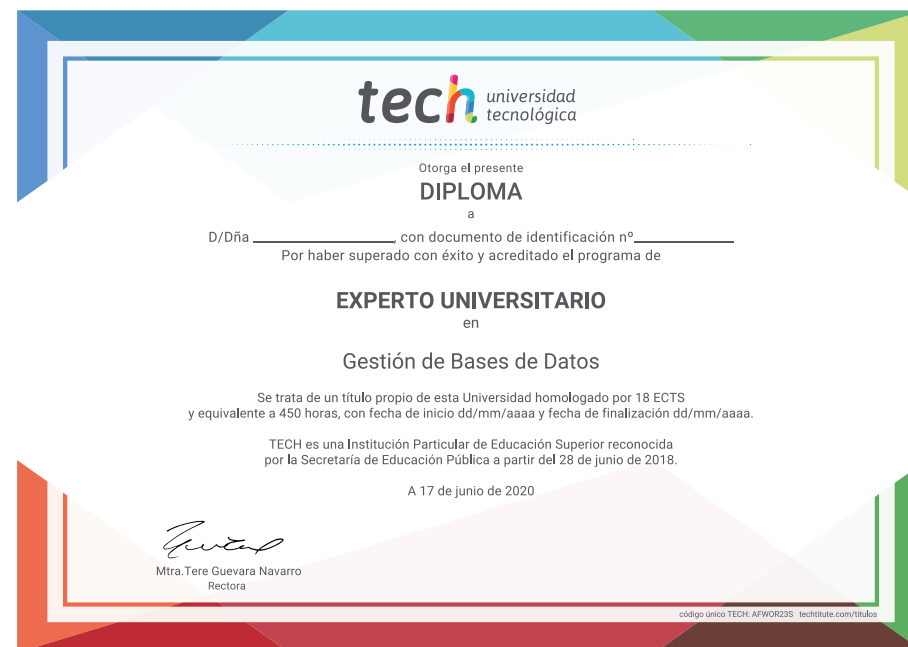 tech universidad
tecnológica
Otorga el presente
DIPLOMA
a
D/Dña ________________, con documento de identificación nº____________
Por haber superado con éxito y acreditado el programa de
EXPERTO UNIVERSITARIO
en
Gestión de Bases de Datos
Se trata de un título propio de esta Universidad homologado por 18 ECTS
y equivalente a 450 horas, con fecha de inicio dd/mm/aaaa y fecha de finalización dd/mm/aaaa.
TECH es una Institución Particular de Educación Superior reconocida
por la Secretaría de Educación Pública a partir del 28 de junio de 2018.
A 17 de junio de 2020
Mtra.Tere Guevara Navarro
Rectora
código único TECH: AFWOR23S techtitute.com/titulos